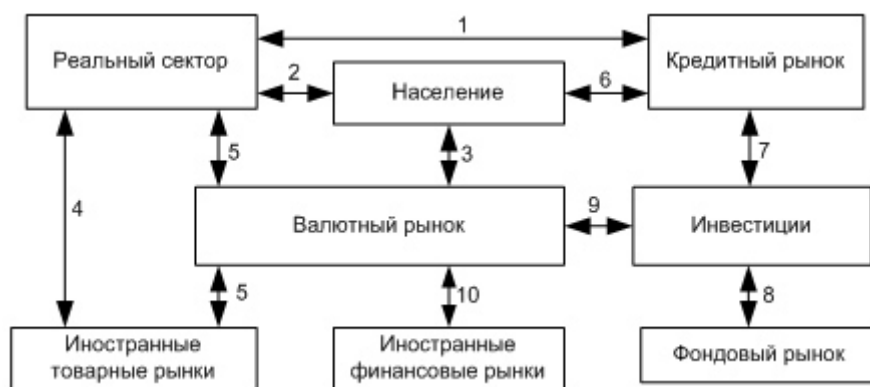 1
Реальный сектор
Кредитный рынок
2
Население
6
5
3
7
4
Валютный рынок
9
Инвестиции
5
10
8
Иностранные
товарные рынки
Иностранные
финансовые рынки
Фондовый рынок